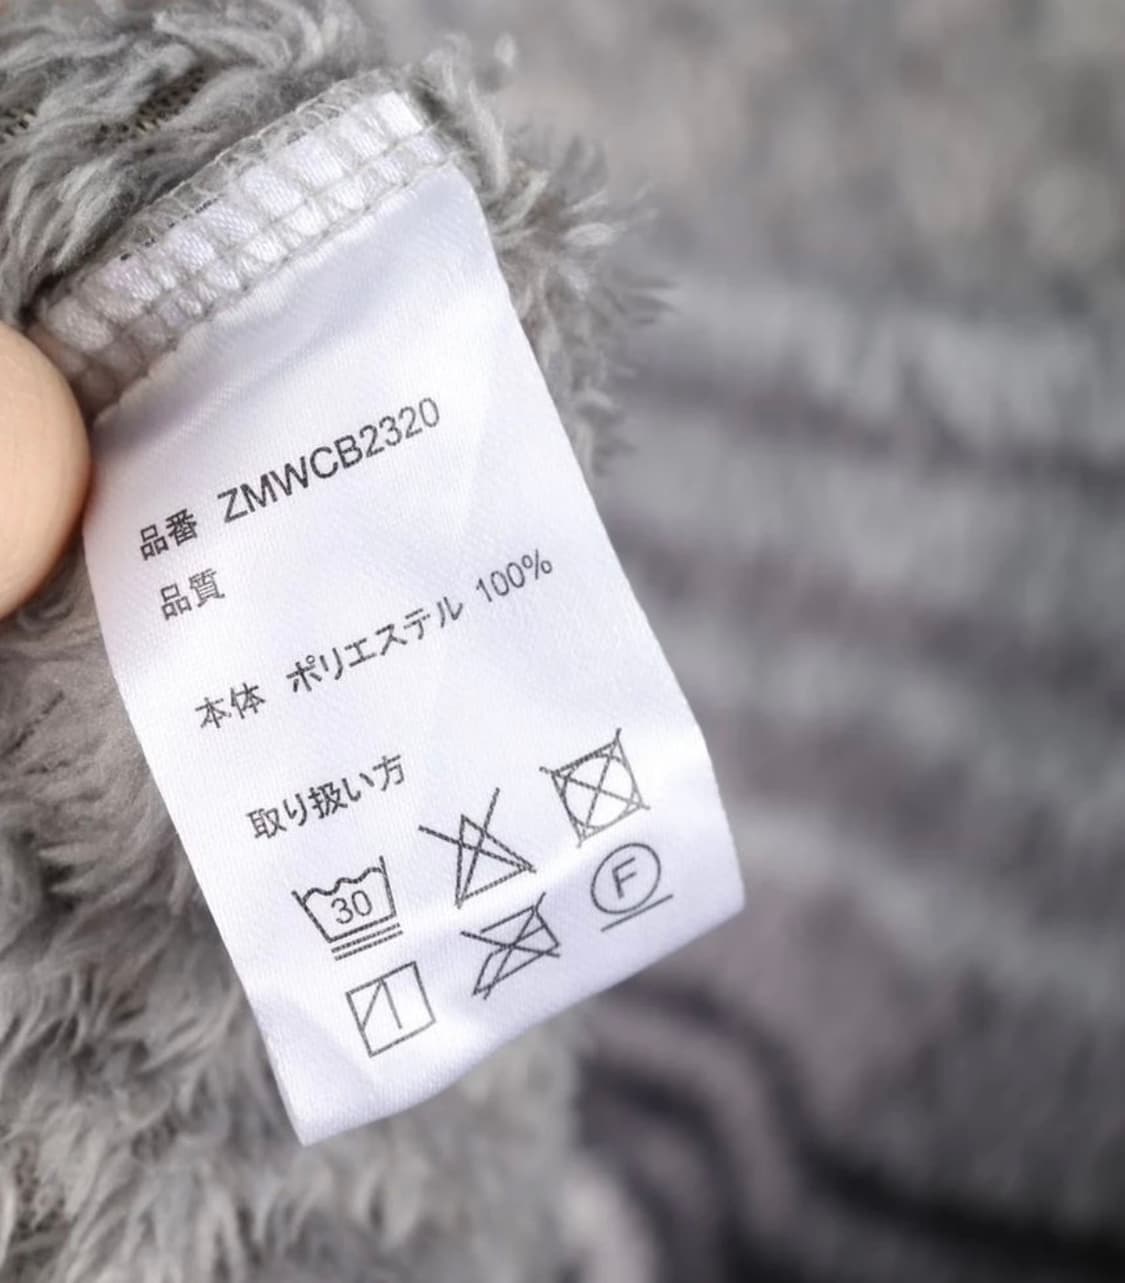 品番 ZMWCB2320
品質
本体 ポリエステル 100%
取り扱い方
30
F